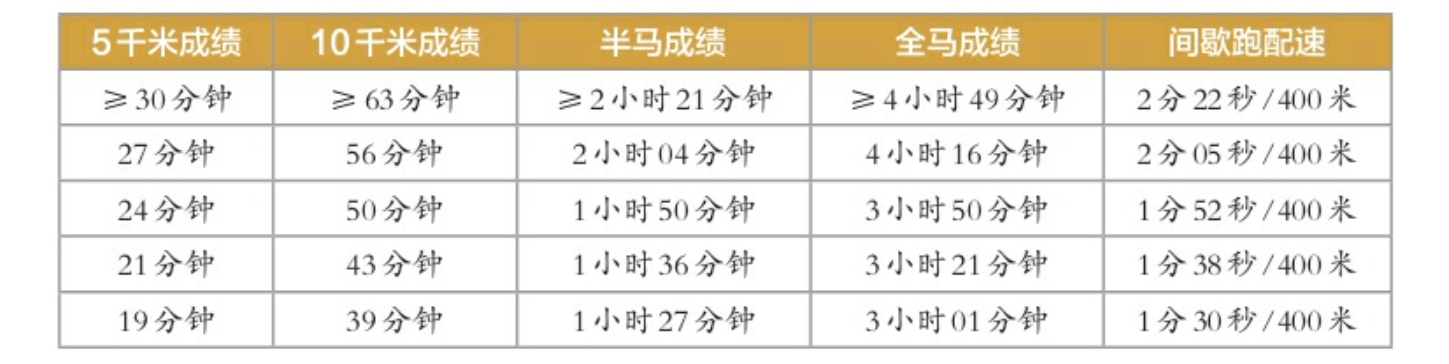 5千米成绩 10千米成绩 半马成绩 全马成绩 间歇跑配速
≥30分钟 ≥63分钟 ≥2小时21分钟 ≥4小时49分钟 2分22秒/400米
27分钟 56分钟 2小时04分钟 4小时16分钟 2分05秒/400米
24分钟 50分钟 1小时50分钟 3小时50分钟 1分52秒/400米
21分钟 43分钟 1小时36分钟 3小时21分钟 1分38秒/400米
19分钟 39分钟 1小时27分钟 3小时01分钟 1分30秒/400米